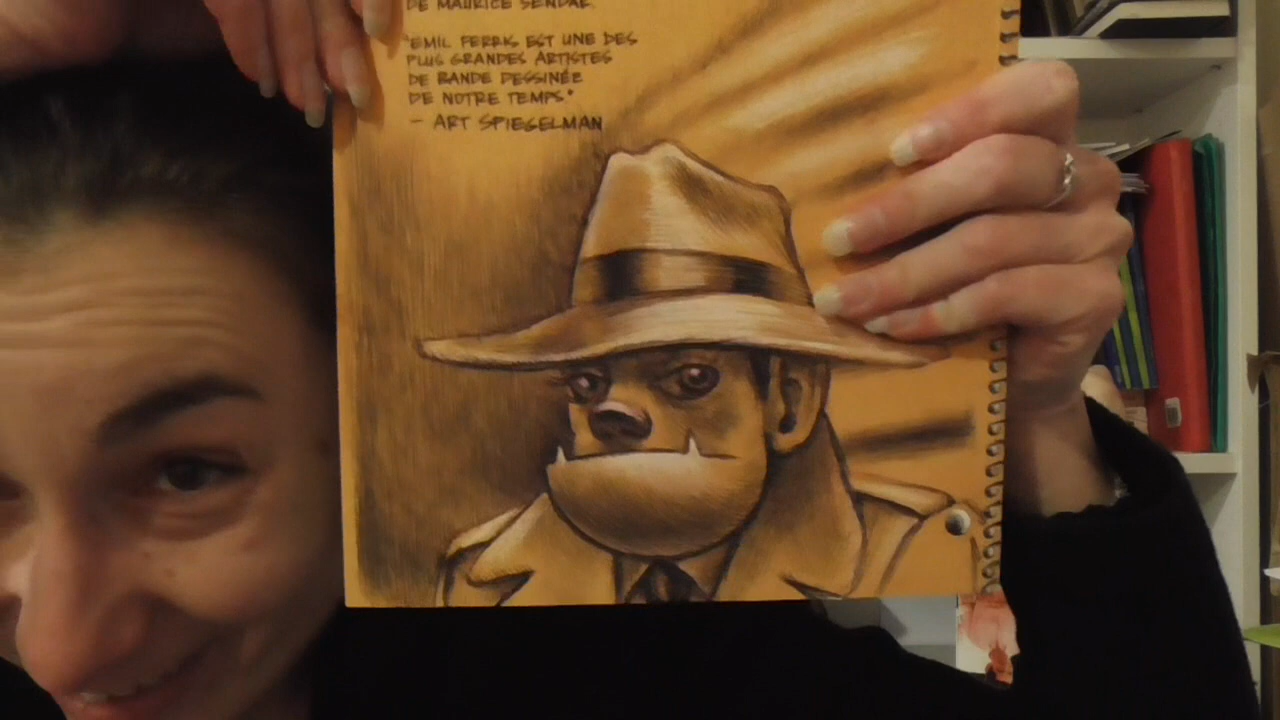 DE MAURICE SENDAK.
"EMIL FERRIS EST UNE DES
PLUS GRANDES ARTISTES
DE BANDE DESSINÉE
DE NOTRE TEMPS"
- ART SPIEGELMAN